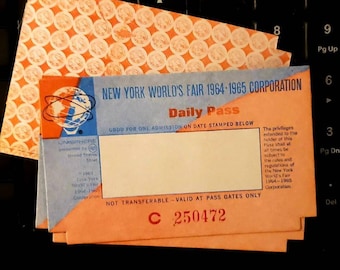 NEW YORK WORLD'S FAIR 1964-1965 CORPORATION
Daily Pass
GOOD FOR ONE ADMISSION ON DATE STAMPED BELOW
The privileges
extended to the
holder of this
Pass shall at
all times be
subject to
the rules and
regulations
of the New York
World's Fair
1964-1965
Corporation.
NOT TRANSFERABLE - VALID AT PASS GATES ONLY
C 250472
9
Pg Up
6
3
Pg Dn